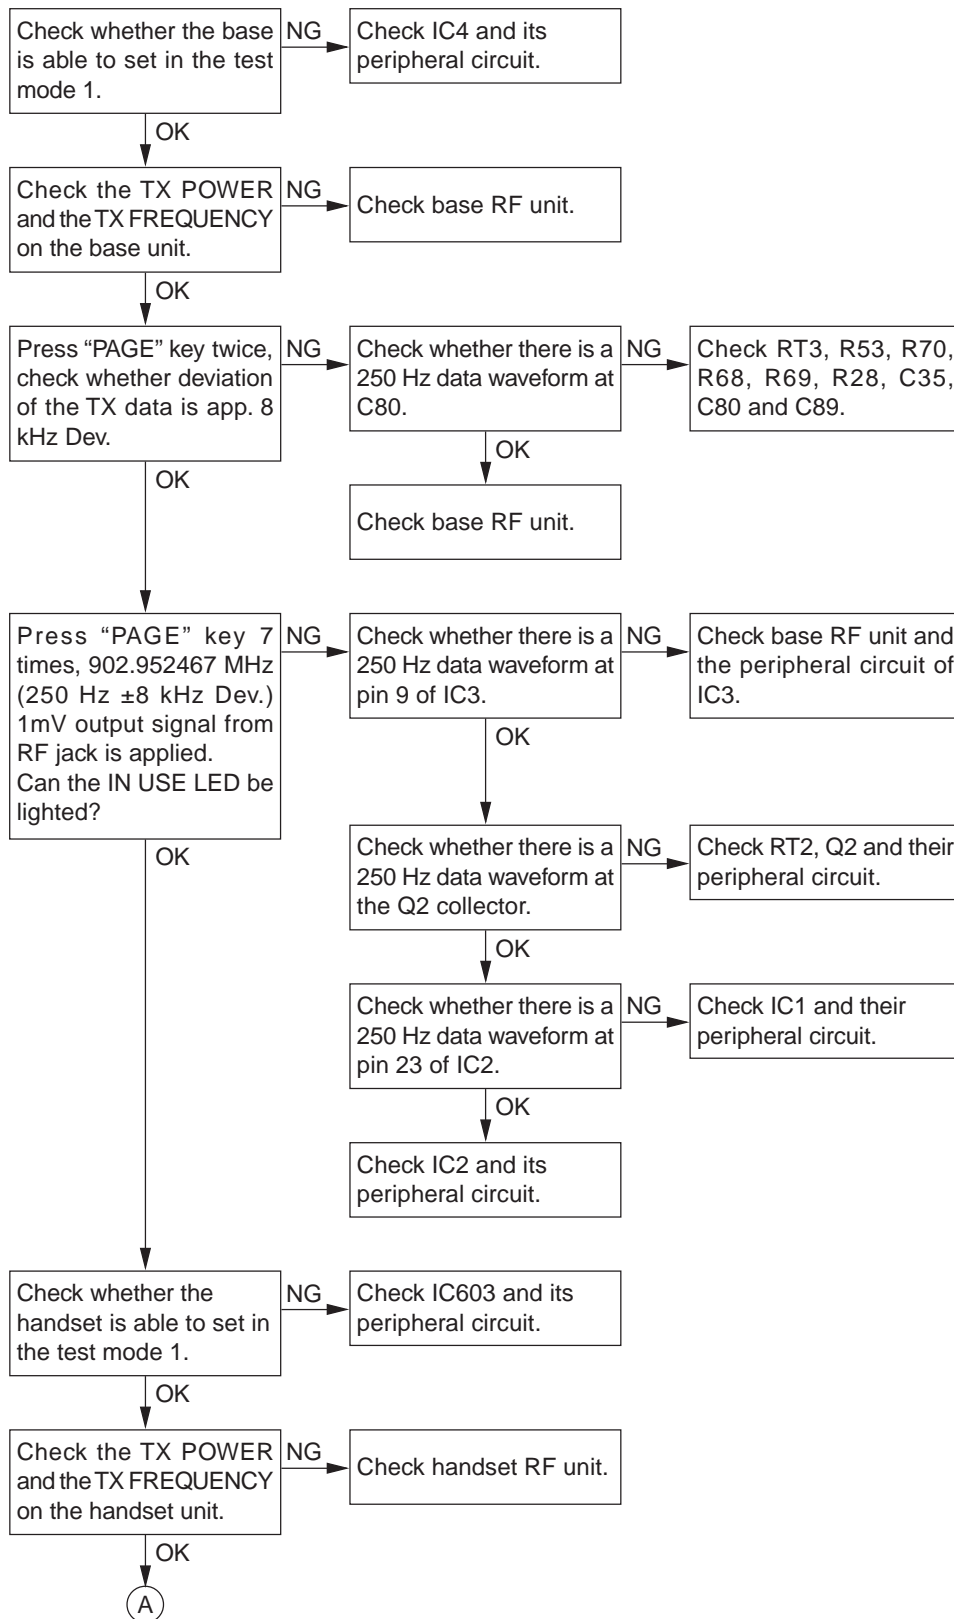 Check whether the base
is able to set in the test
mode 1.
NG
Check IC4 and its
peripheral circuit.
OK
Check the TX POWER
and the TX FREQUENCY
on the base unit.
NG
Check base RF unit.
OK
Press “PAGE” key twice,
check whether deviation
of the TX data is app. 8
kHz Dev.
NG
Check whether there is a
250 Hz data waveform at
C80.
NG
Check RT3, R53, R70,
R68, R69, R28, C35,
C80 and C89.
OK
Check base RF unit.
OK
Press “PAGE” key 7
times, 902.952467 MHz
(250 Hz ±8 kHz Dev.)
1mV output signal from
RF jack is applied.
Can the IN USE LED be
lighted?
NG
Check whether there is a
250 Hz data waveform at
pin 9 of IC3.
NG
Check base RF unit and
the peripheral circuit of
IC3.
OK
Check whether there is a
250 Hz data waveform at
the Q2 collector.
NG
Check RT2, Q2 and their
peripheral circuit.
OK
Check whether there is a
250 Hz data waveform at
pin 23 of IC2.
NG
Check IC1 and their
peripheral circuit.
OK
Check IC2 and its
peripheral circuit.
OK
Check whether the
handset is able to set in
the test mode 1.
NG
Check IC603 and its
peripheral circuit.
OK
Check the TX POWER
and the TX FREQUENCY
on the handset unit.
NG
Check handset RF unit.
OK
A